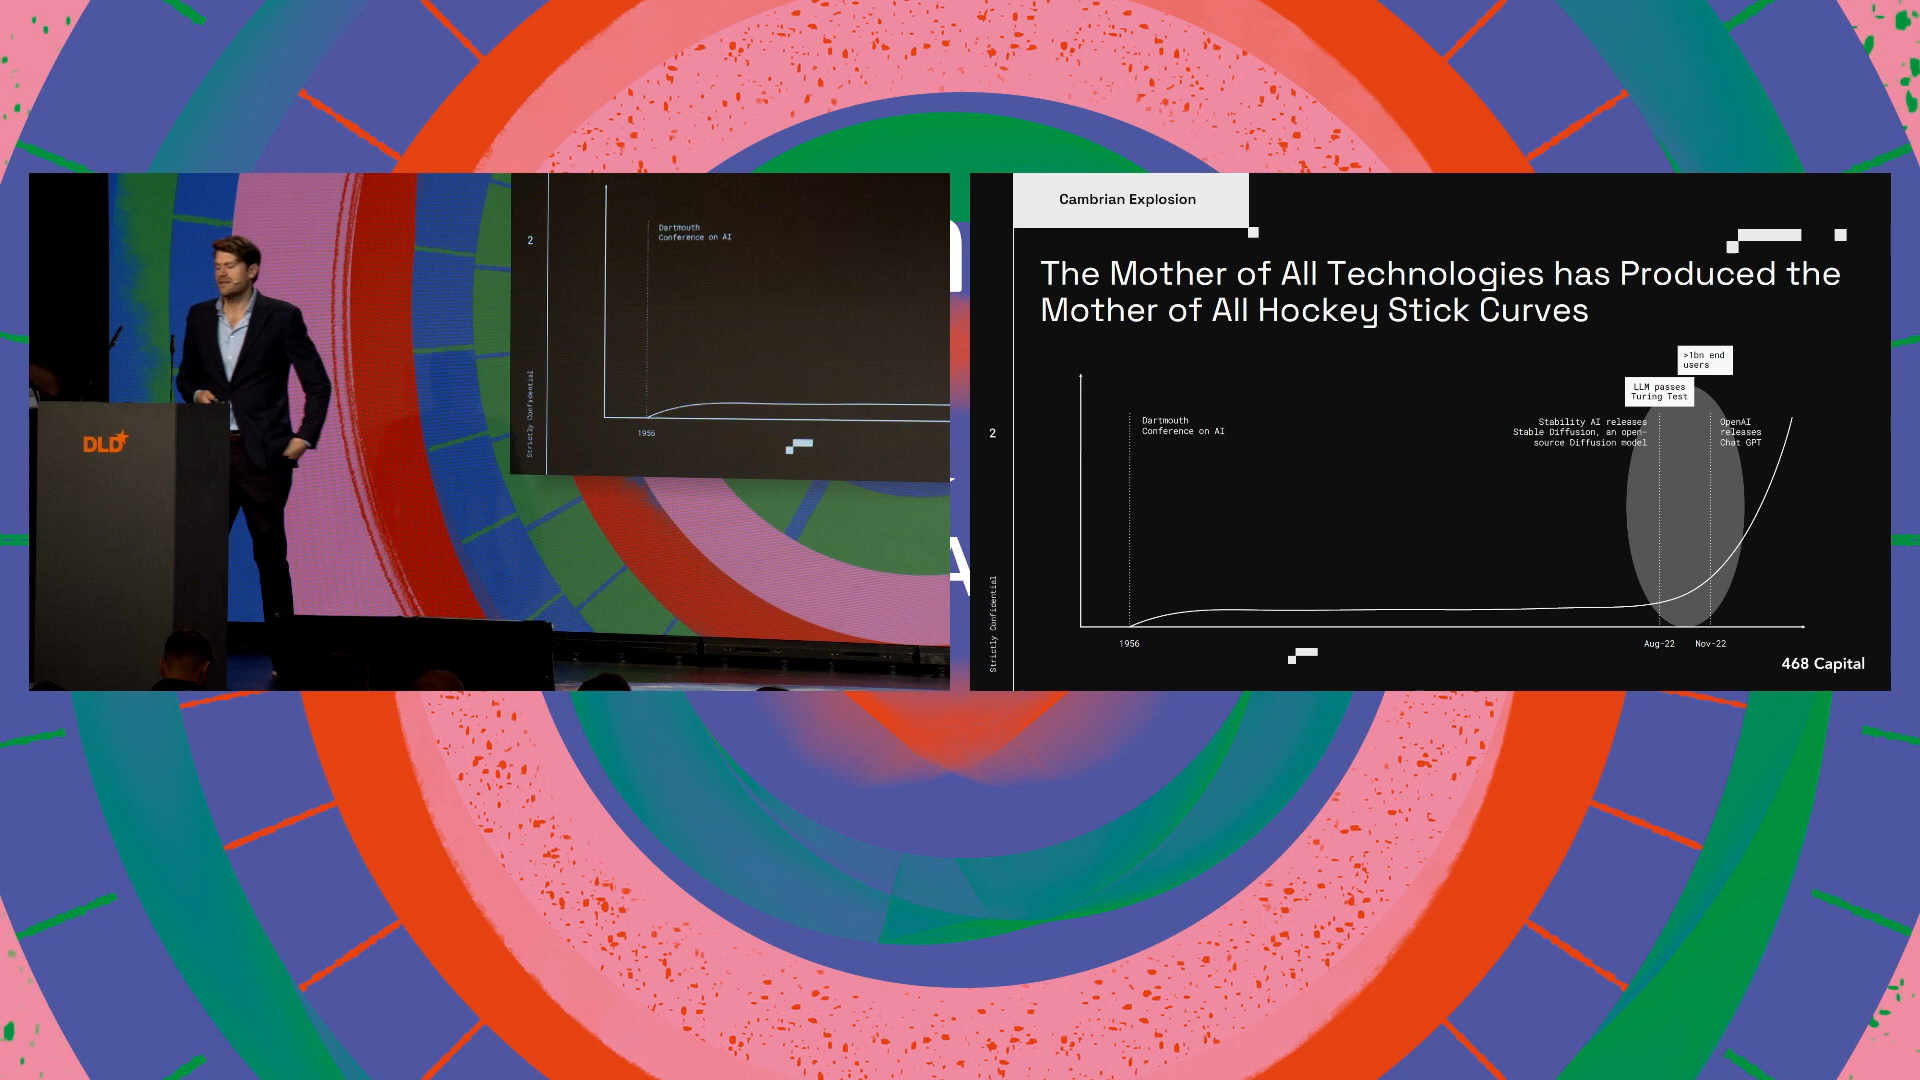 DLD
2
Dartmouth
Conference on AI
Strictly Confidential
1956
Cambrian Explosion
The Mother of All Technologies has Produced the
Mother of All Hockey Stick Curves
>1bn end
users
LLM passes
Turing Test
Dartmouth
Conference on AI
Stability AI releases
Stable Diffusion, an open-
source Diffusion model
OpenAI
releases
Chat GPT
2
Strictly Confidential
1956
Aug-22
Nov-22
468 Capital